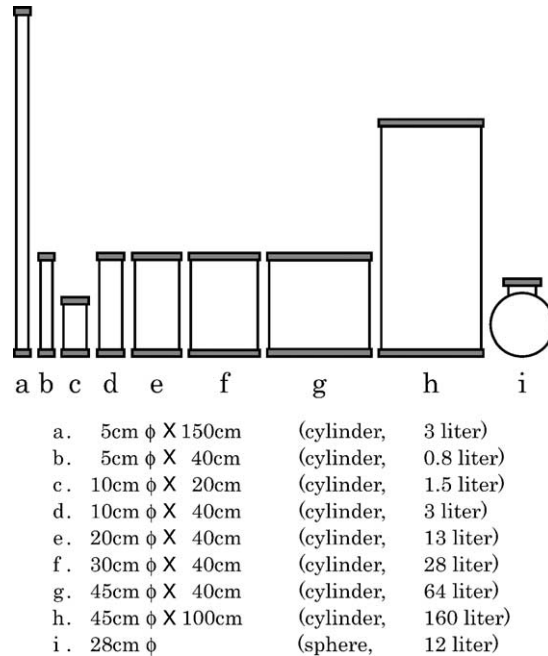 a b c d e f g h i
a. 5cm ϕ X 150cm (cylinder, 3 liter)
b. 5cm ϕ X 40cm (cylinder, 0.8 liter)
c. 10cm ϕ X 20cm (cylinder, 1.5 liter)
d. 10cm ϕ X 40cm (cylinder, 3 liter)
e. 20cm ϕ X 40cm (cylinder, 13 liter)
f. 30cm ϕ X 40cm (cylinder, 28 liter)
g. 45cm ϕ X 40cm (cylinder, 64 liter)
h. 45cm ϕ X 100cm (cylinder, 160 liter)
i. 28cm ϕ (sphere, 12 liter)